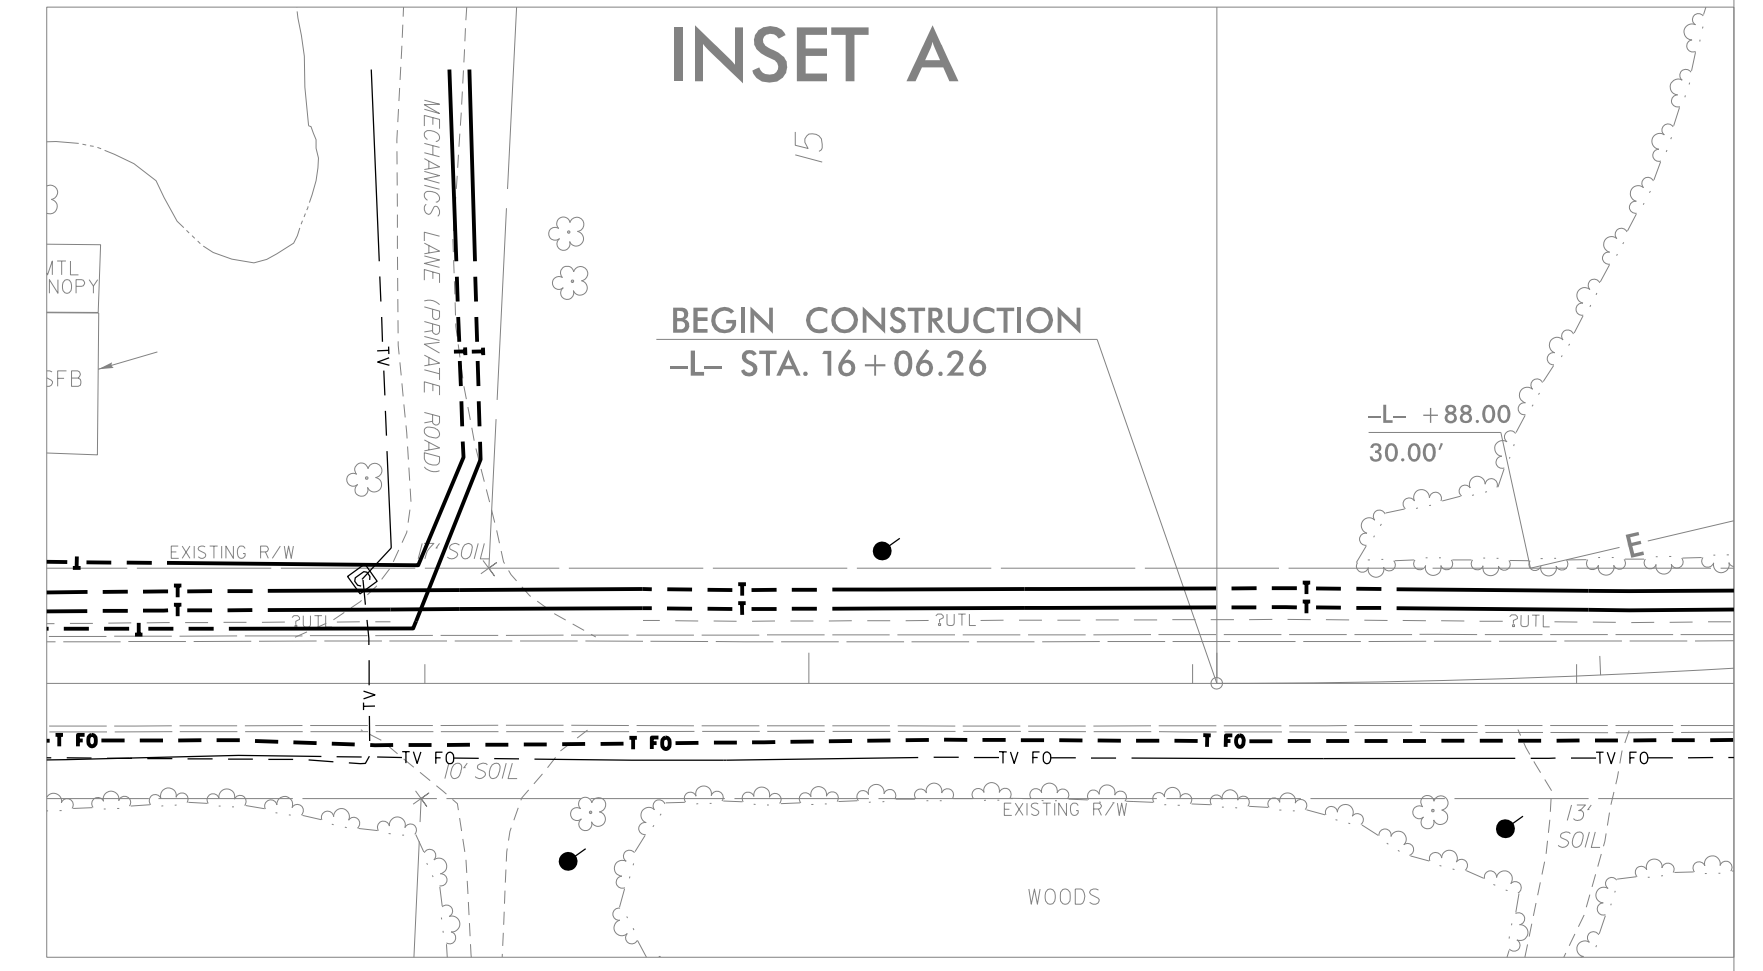 INSET A
15
MECHANICS LANE (PRIVATE ROAD)
NOPY
SFB
TV
BEGIN CONSTRUCTION
–L– STA. 16+06.26
–L– +88.00
30.00'
E
EXISTING R/W
17' SOIL
T
T
T
T
T
T
T
T
T
T
?UTL
?UTL
?UTL
TV
T FO
T FO
T FO
TV FO
TV FO
TV FO
10' SOIL
EXISTING R/W
13'
SOIL
WOODS